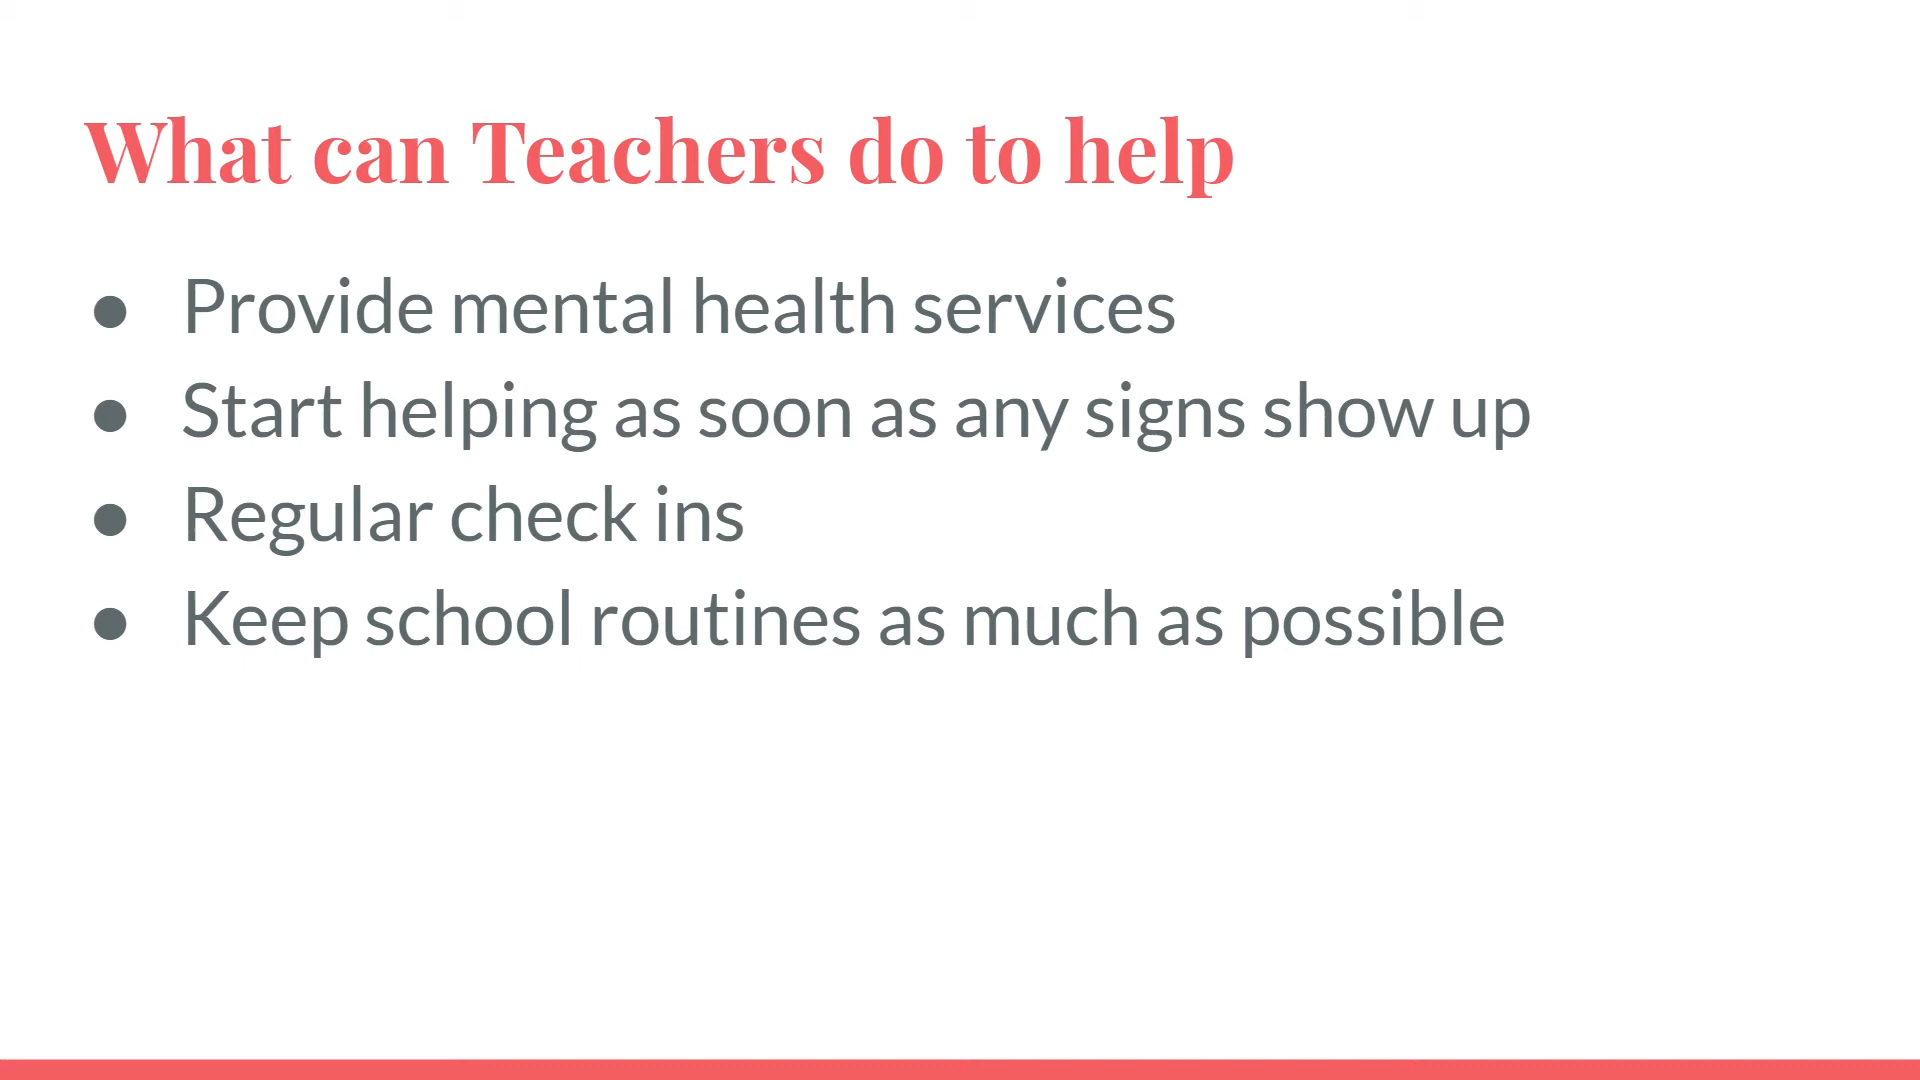 What can Teachers do to help
● Provide mental health services
● Start helping as soon as any signs show up
● Regular check ins
● Keep school routines as much as possible